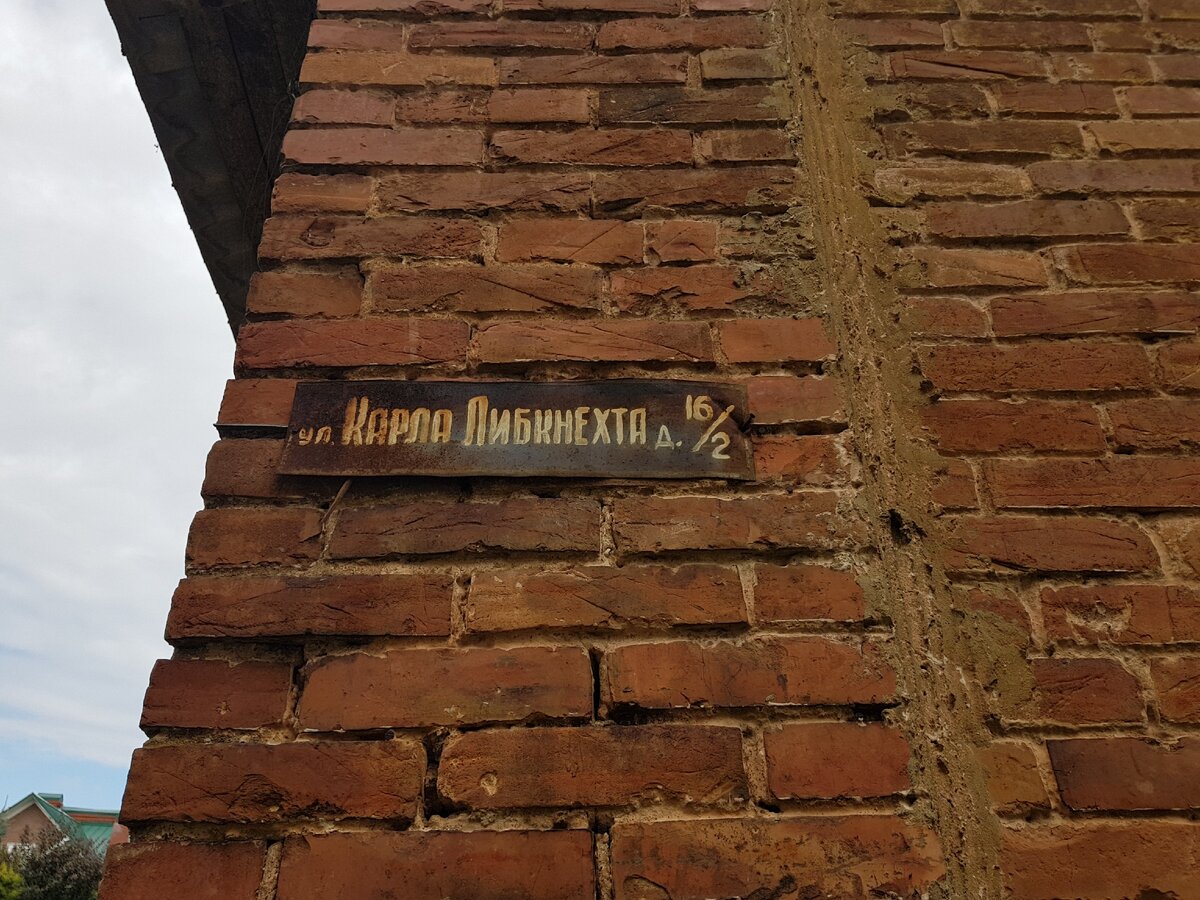 ул. Карла Либкнехта д. 16/2